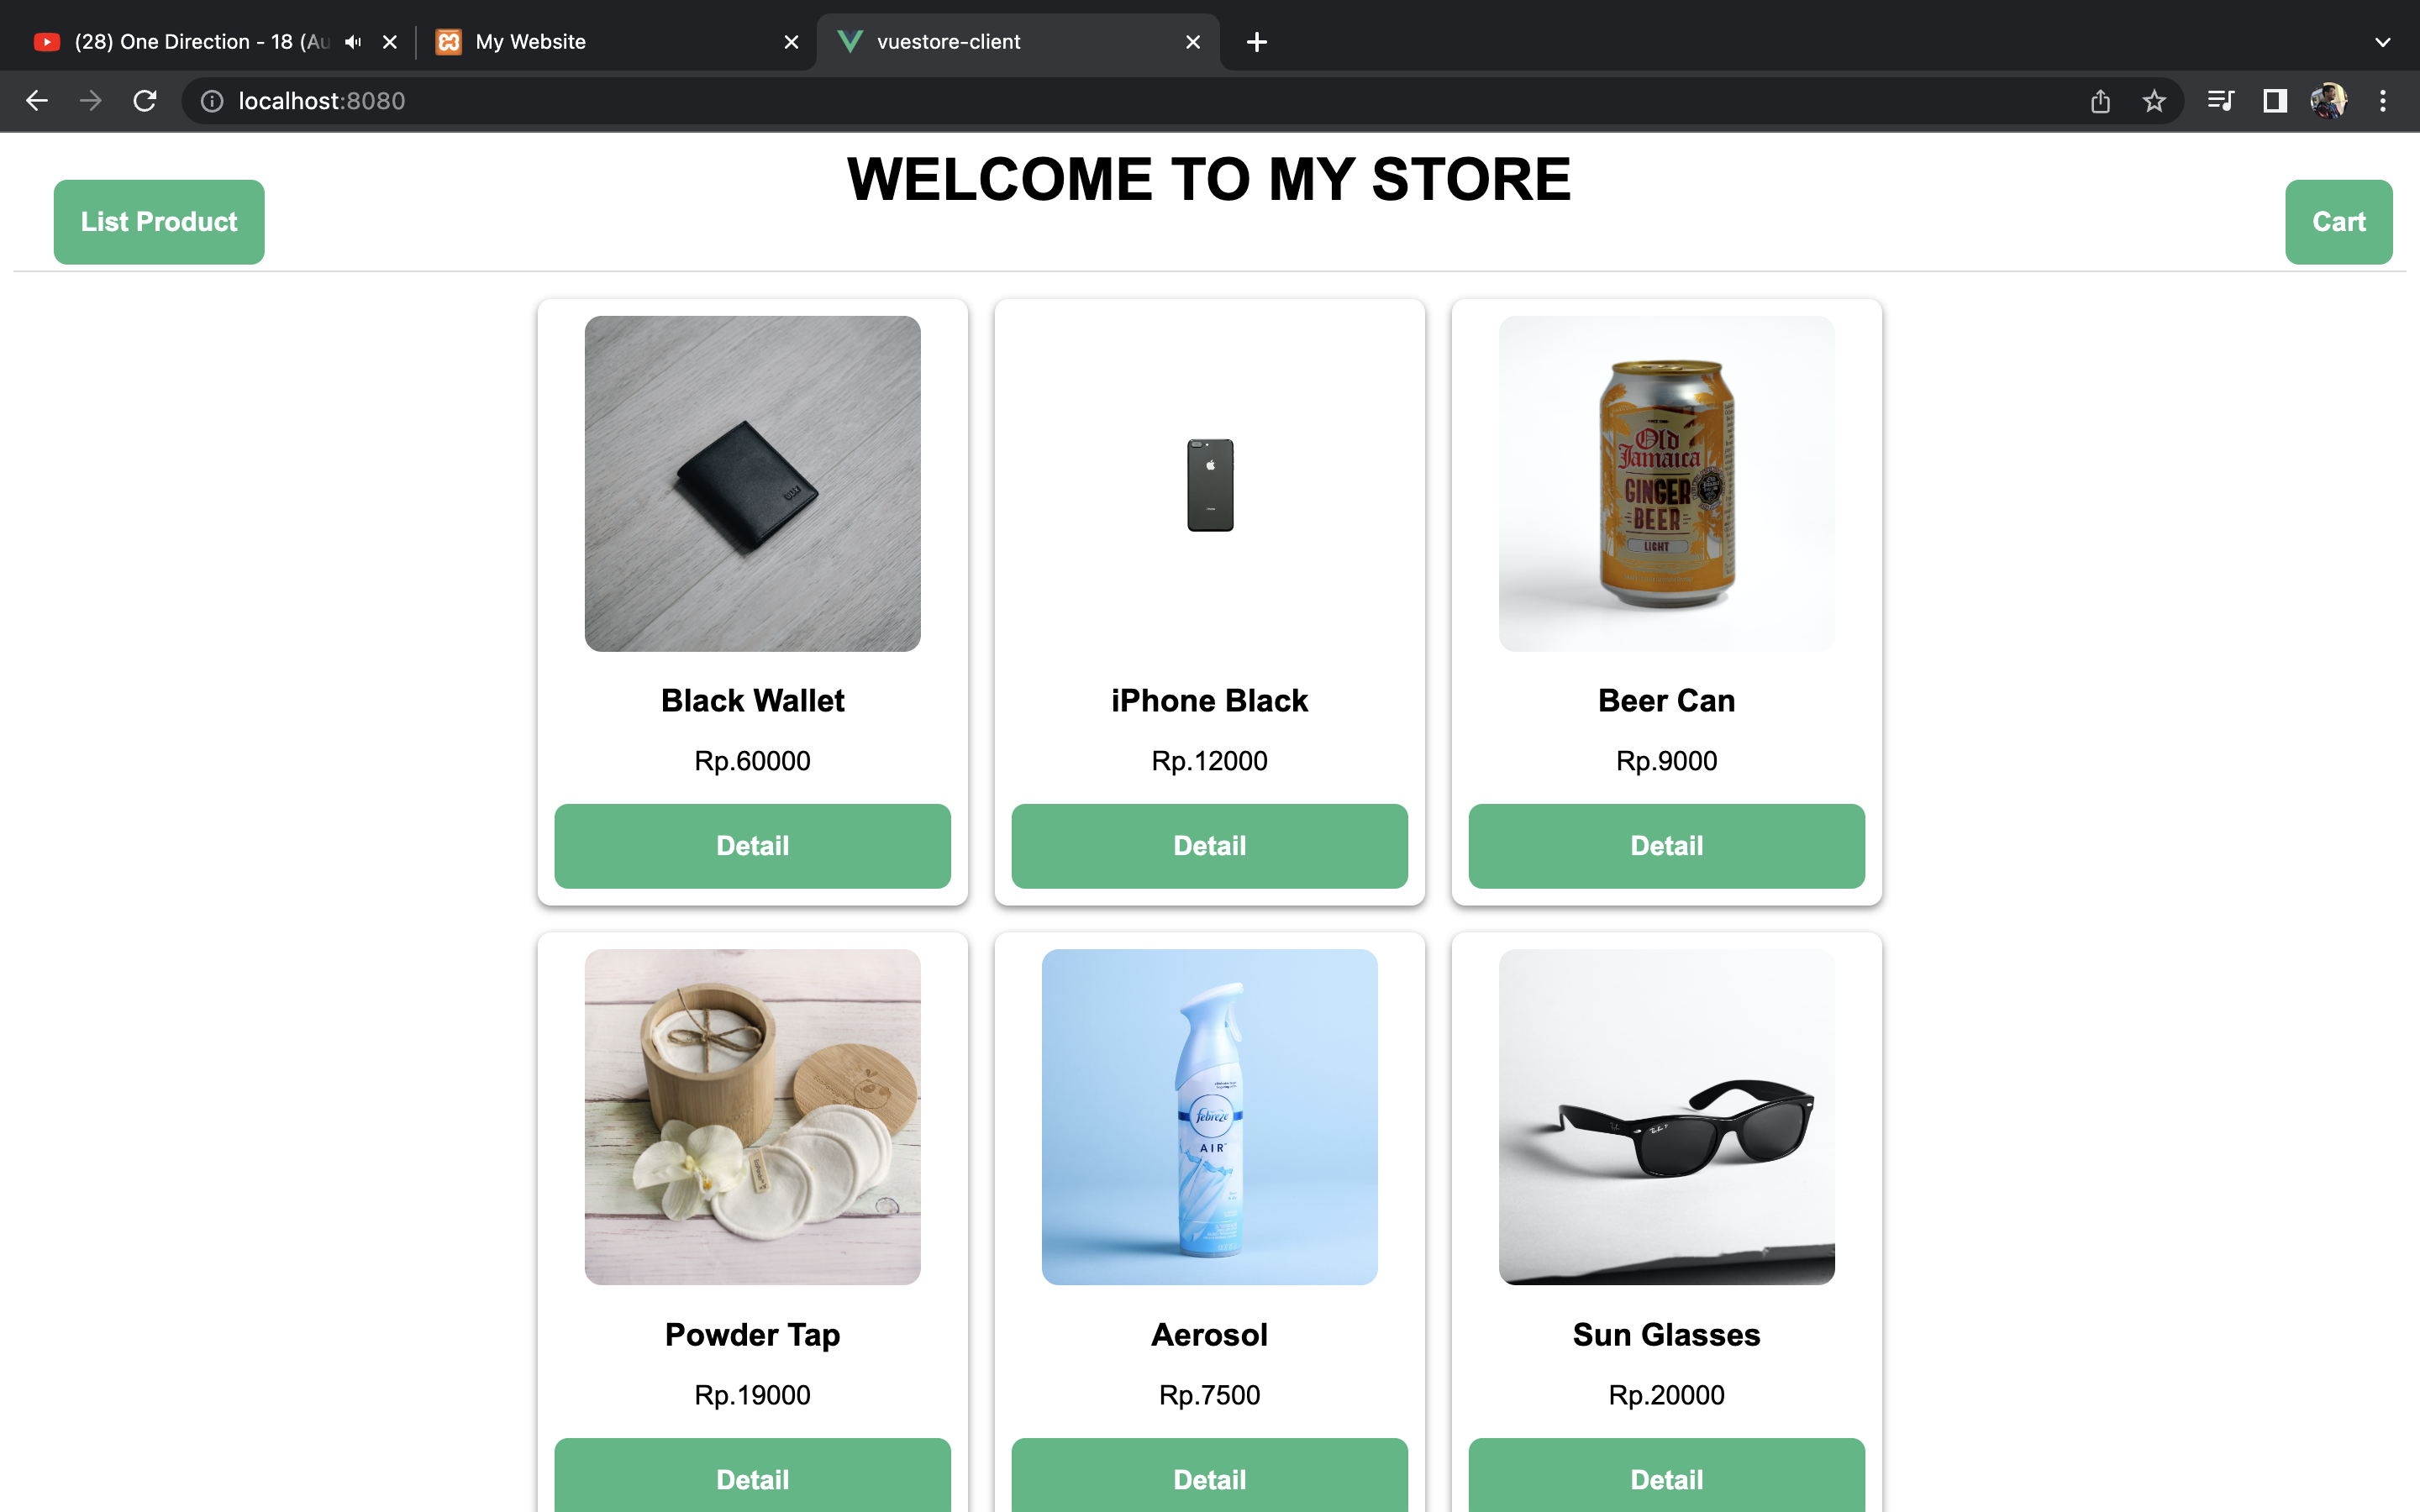 (28) One Direction - 18 (Au
My Website
vuestore-client
localhost:8080
WELCOME TO MY STORE
List Product
Cart
Old
Jamaica
GINGER
BEER
LIGHT
Black Wallet
iPhone Black
Beer Can
Rp.60000
Rp.12000
Rp.9000
Detail
Detail
Detail
febreze
AIR
Powder Tap
Aerosol
Sun Glasses
Rp.19000
Rp.7500
Rp.20000
Detail
Detail
Detail